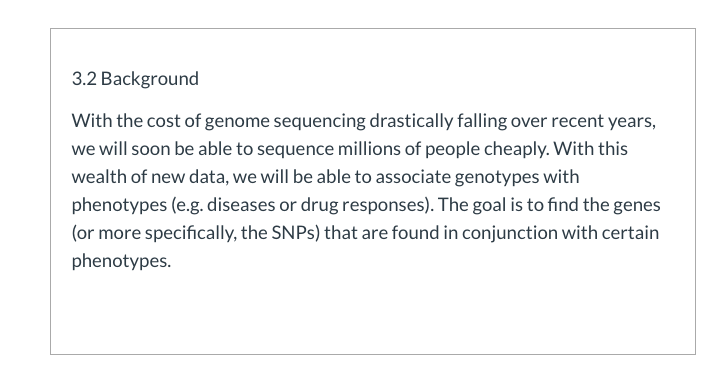 3.2 Background
With the cost of genome sequencing drastically falling over recent years,
we will soon be able to sequence millions of people cheaply. With this
wealth of new data, we will be able to associate genotypes with
phenotypes (e.g. diseases or drug responses). The goal is to find the genes
(or more specifically, the SNPs) that are found in conjunction with certain
phenotypes.